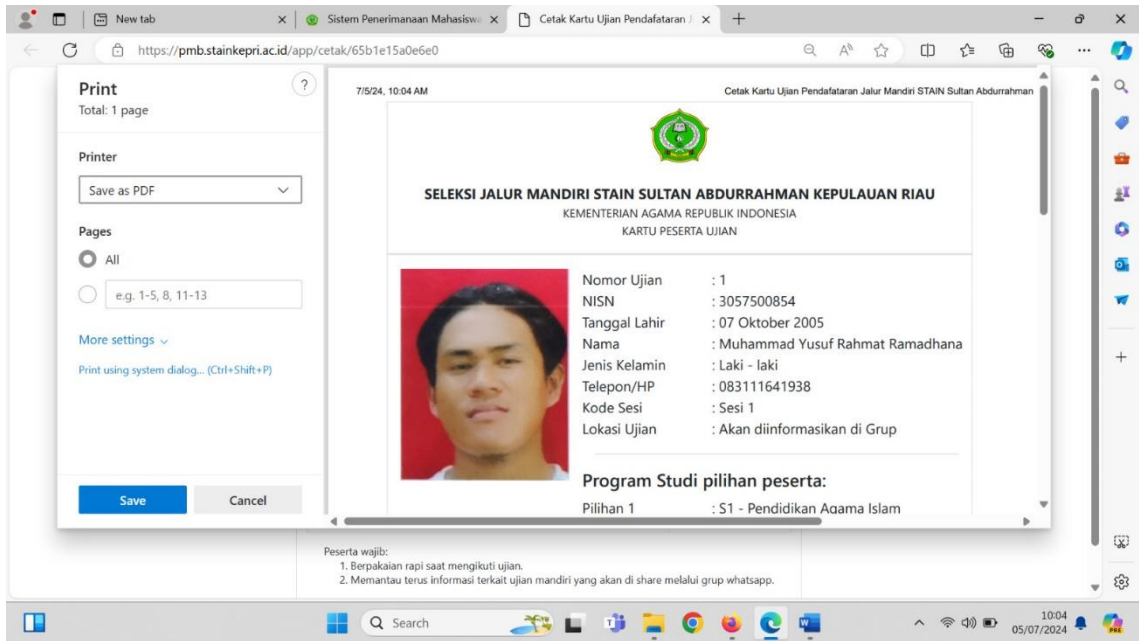 New tab
Sistem Penerimanaan Mahasisw
Cetak Kartu Ujian Pendafataran J
https://pmb.stainkepri.ac.id/app/cetak/65b1e15a0e6e0
Print
?
Total: 1 page
Printer
Save as PDF
Pages
All
e.g. 1-5, 8, 11-13
More settings
Print using system dialog... (Ctrl+Shift+P)
Save Cancel
7/5/24, 10:04 AM Cetak Kartu Ujian Pendafataran Jalur Mandiri STAIN Sultan Abdurrahman
SELEKSI JALUR MANDIRI STAIN SULTAN ABDURRAHMAN KEPULAUAN RIAU
KEMENTERIAN AGAMA REPUBLIK INDONESIA
KARTU PESERTA UJIAN
Nomor Ujian : 1
NISN : 3057500854
Tanggal Lahir : 07 Oktober 2005
Nama : Muhammad Yusuf Rahmat Ramadhana
Jenis Kelamin : Laki - laki
Telepon/HP : 083111641938
Kode Sesi : Sesi 1
Lokasi Ujian : Akan diinformasikan di Grup
Program Studi pilihan peserta:
Pilihan 1 : S1 - Pendidikan Agama Islam
Peserta wajib:
1. Berpakaian rapi saat mengikuti ujian.
2. Memantau terus informasi terkait ujian mandiri yang akan di share melalui grup whatsapp.
Search
10:04
05/07/2024
PRE